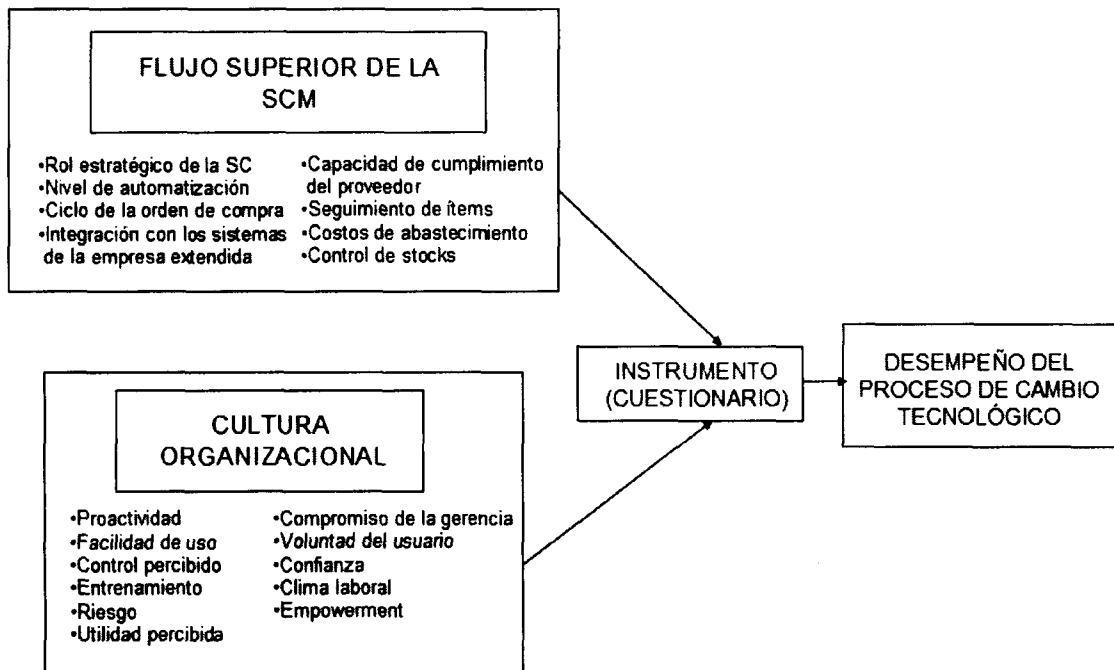 FLUJO SUPERIOR DE LA
SCM
•Rol estratégico de la SC
•Nivel de automatización
•Ciclo de la orden de compra
•Integración con los sistemas
de la empresa extendida
•Capacidad de cumplimiento
del proveedor
•Seguimiento de ítems
•Costos de abastecimiento
•Control de stocks
CULTURA
ORGANIZACIONAL
•Proactividad
•Facilidad de uso
•Control percibido
•Entrenamiento
•Riesgo
•Utilidad percibida
•Compromiso de la gerencia
•Voluntad del usuario
•Confianza
•Clima laboral
•Empowerment
INSTRUMENTO
(CUESTIONARIO)
DESEMPEÑO DEL
PROCESO DE CAMBIO
TECNOLÓGICO